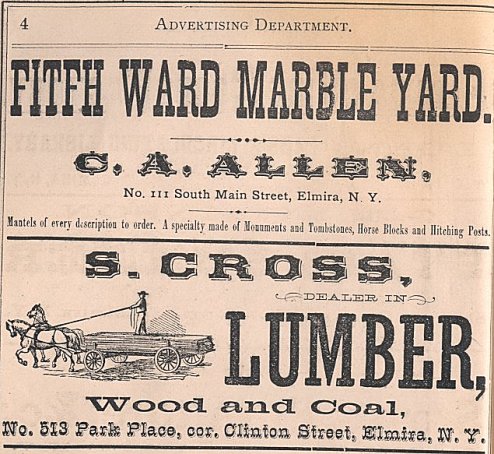 4 ADVERTISING DEPARTMENT.
FITFH WARD MARBLE YARD.
C. A. ALLEN,
No. 111 South Main Street, Elmira, N. Y.
Mantels of every description to order. A specialty made of Monuments and Tombstones, Horse Blocks and Hitching Posts.
S. CROSS,
DEALER IN
LUMBER,
Wood and Coal,
No. 513 Park Place, cor. Clinton Street, Elmira, N. Y.